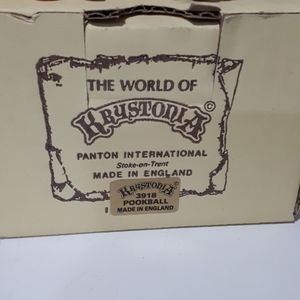 THE WORLD OF
KRYSTONIA ©
PANTON INTERNATIONAL
Stoke-on-Trent
MADE IN ENGLAND
KRYSTONIA
3918
POOKBALL
MADE IN ENGLAND